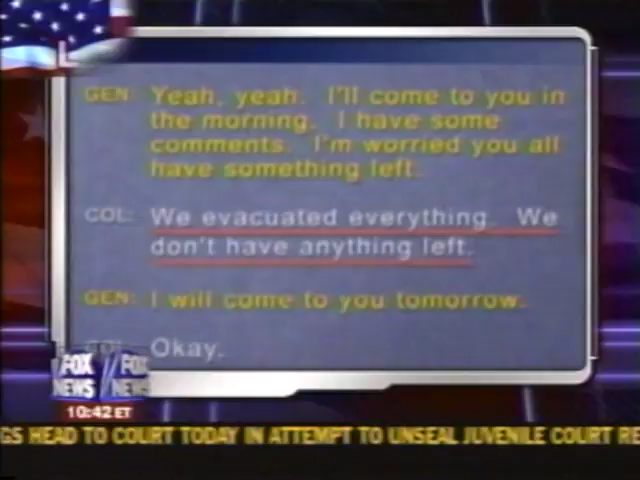 GEN: Yeah, yeah. I'll come to you in
the morning. I have some
comments. I'm worried you all
have something left.
COL: We evacuated everything. We
don't have anything left.
GEN: I will come to you tomorrow.
COL: Okay.
FOX NEWS // FOX NEWS
10:42 ET
GS HEAD TO COURT TODAY IN ATTEMPT TO UNSEAL JUVENILE COURT RE